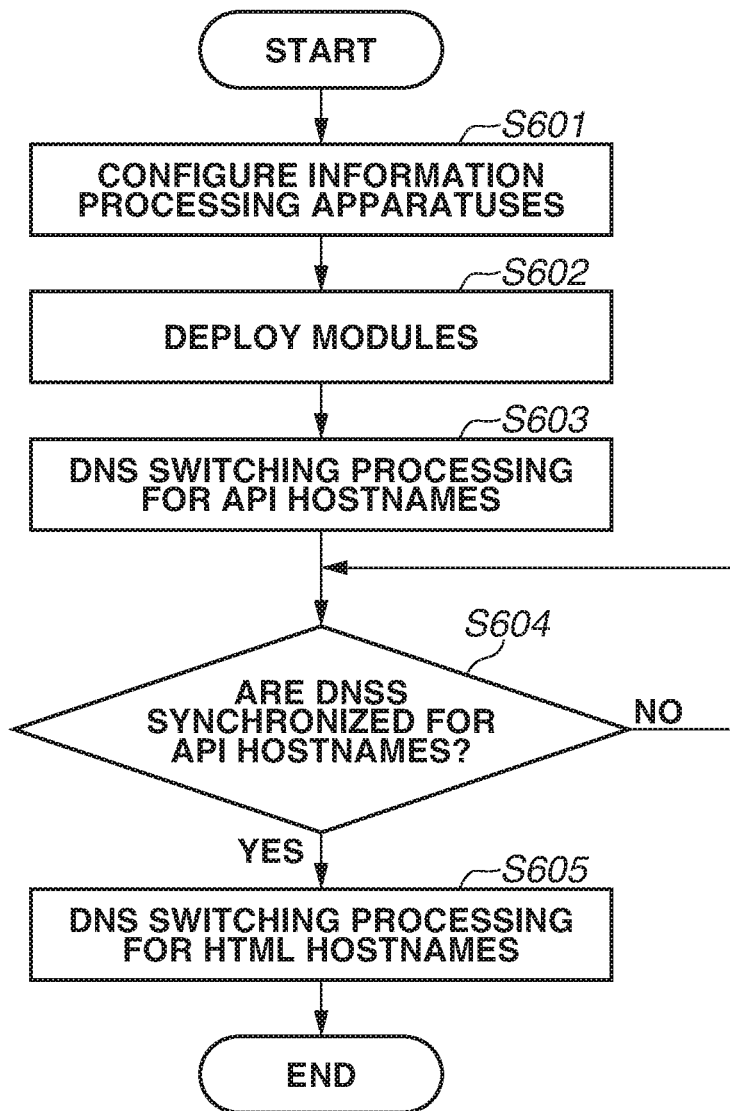 START
S601
CONFIGURE INFORMATION
PROCESSING APPARATUSES
S602
DEPLOY MODULES
S603
DNS SWITCHING PROCESSING
FOR API HOSTNAMES
S604
ARE DNSS
SYNCHRONIZED FOR
API HOSTNAMES?
NO
YES
S605
DNS SWITCHING PROCESSING
FOR HTML HOSTNAMES
END